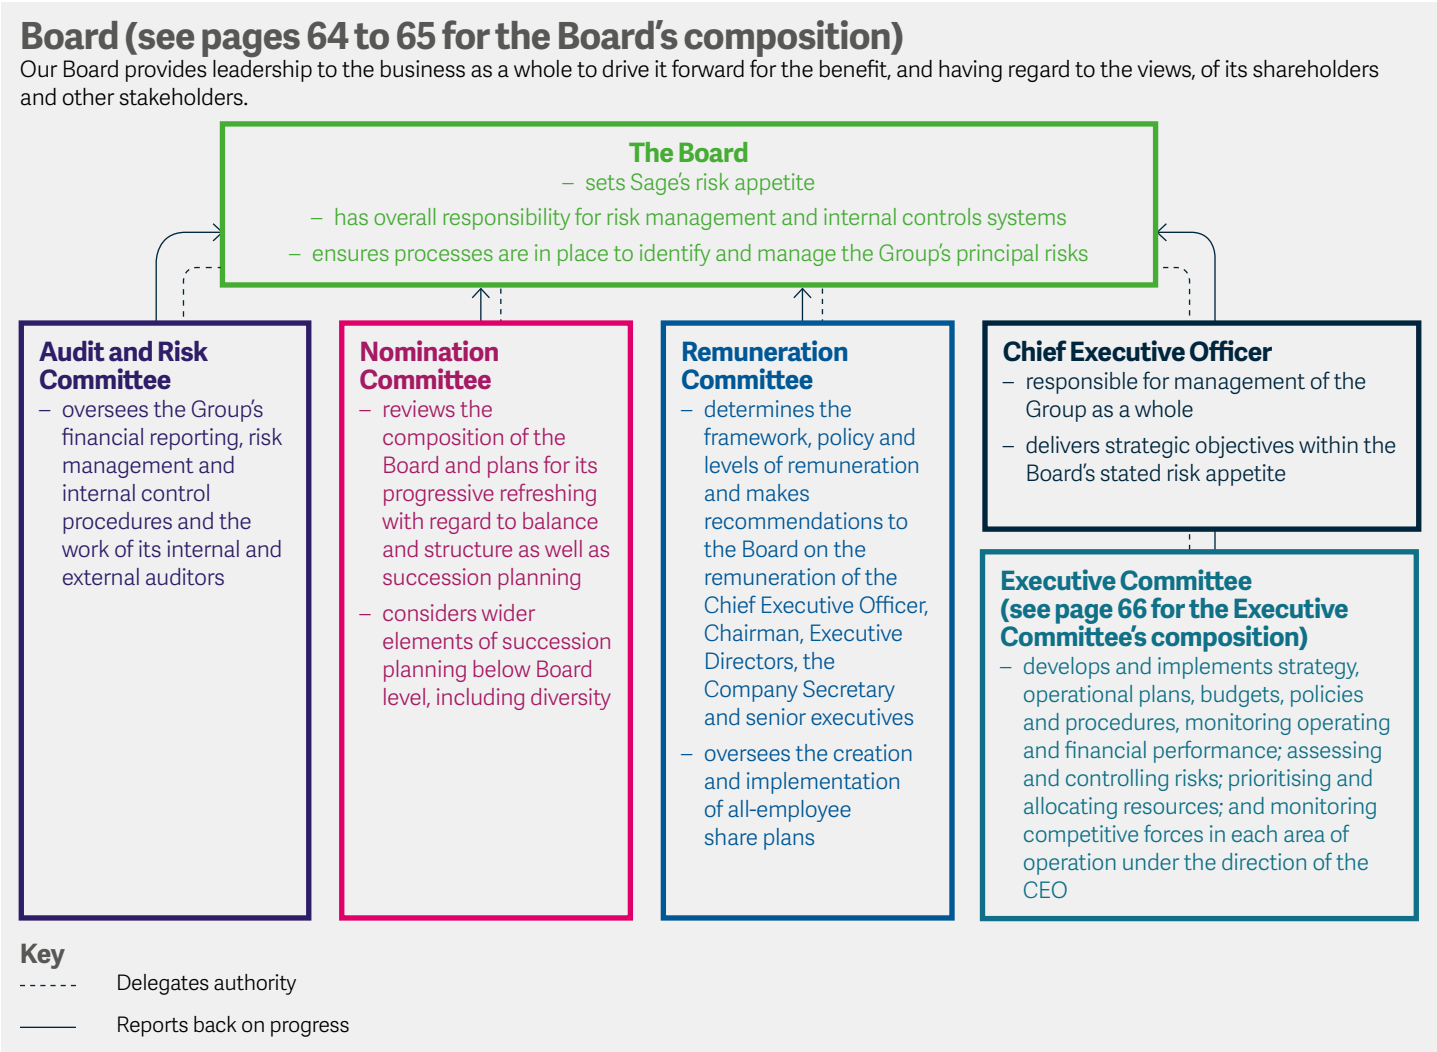 Board (see pages 64 to 65 for the Board's composition)
Our Board provides leadership to the business as a whole to drive it forward for the benefit, and having regard to the views, of its shareholders
and other stakeholders.
The Board
– sets Sage's risk appetite
– has overall responsibility for risk management and internal controls systems
– ensures processes are in place to identify and manage the Group's principal risks
Audit and Risk
Committee
– oversees the Group's
financial reporting, risk
management and
internal control
procedures and the
work of its internal and
external auditors
Nomination
Committee
– reviews the
composition of the
Board and plans for its
progressive refreshing
with regard to balance
and structure as well as
succession planning
– considers wider
elements of succession
planning below Board
level, including diversity
Remuneration
Committee
– determines the
framework, policy and
levels of remuneration
and makes
recommendations to
the Board on the
remuneration of the
Chief Executive Officer,
Chairman, Executive
Directors, the
Company Secretary
and senior executives
– oversees the creation
and implementation
of all-employee
share plans
Chief Executive Officer
– responsible for management of the
Group as a whole
– delivers strategic objectives within the
Board's stated risk appetite
Executive Committee
(see page 66 for the Executive
Committee's composition)
– develops and implements strategy,
operational plans, budgets, policies
and procedures, monitoring operating
and financial performance; assessing
and controlling risks; prioritising and
allocating resources; and monitoring
competitive forces in each area of
operation under the direction of the
CEO
Key
Delegates authority
Reports back on progress